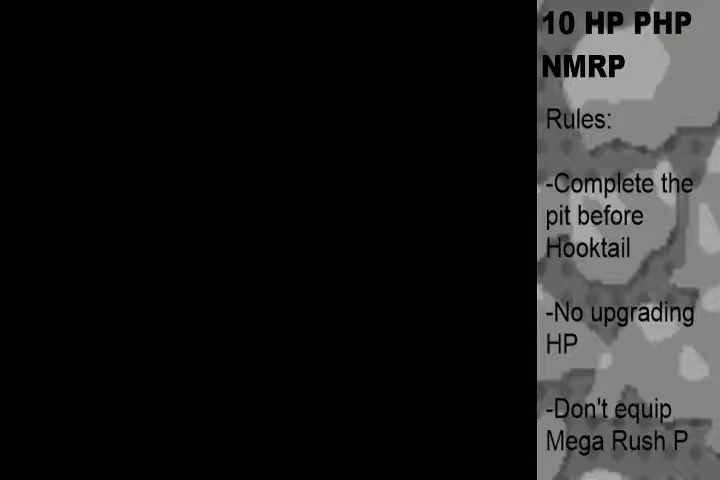 10 HP PHP
NMRP
Rules:
-Complete the
pit before
Hooktail
-No upgrading
HP
-Don't equip
Mega Rush P